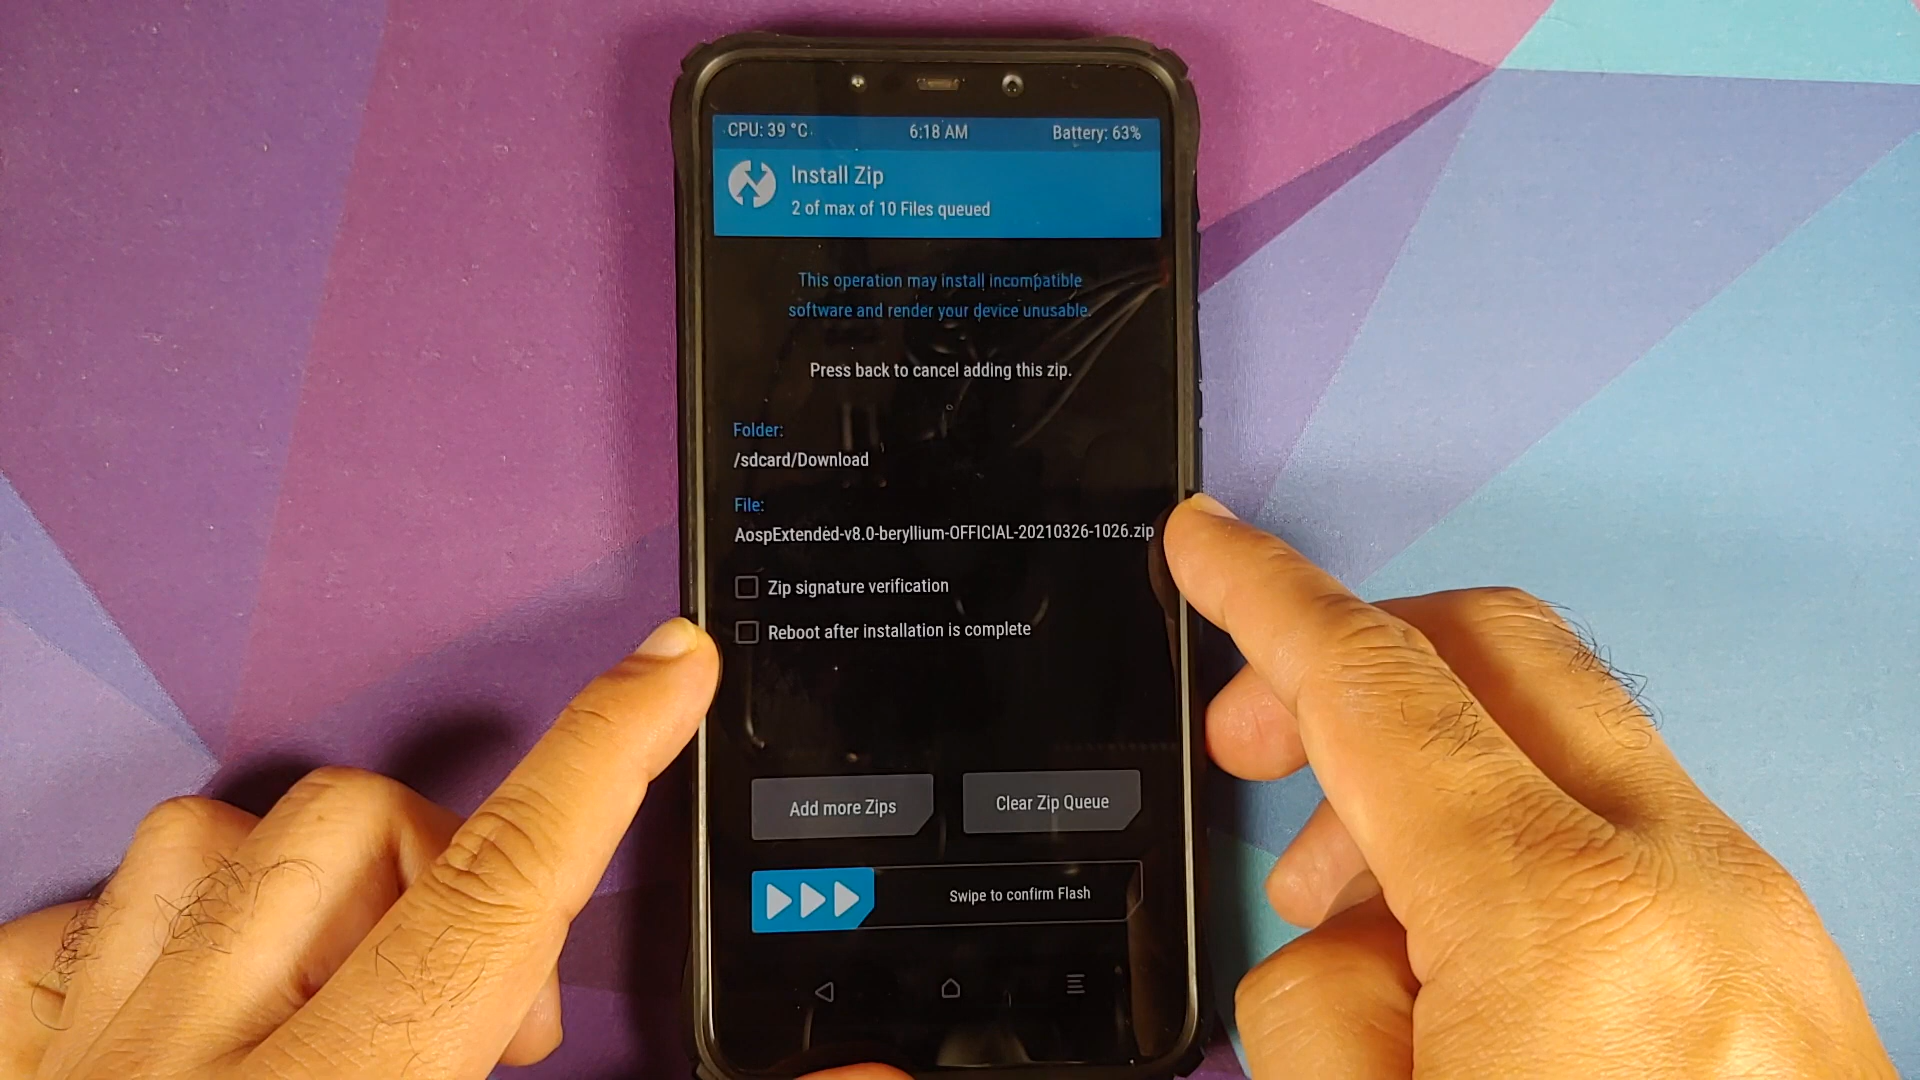 CPU: 39 °C
6:18 AM
Battery: 63%
Install Zip
2 of max of 10 Files queued
This operation may install incompatible
software and render your device unusable.
Press back to cancel adding this zip.
Folder:
/sdcard/Download
File:
AospExtended-v8.0-beryllium-OFFICIAL-20210326-1026.zip
Zip signature verification
Reboot after installation is complete
Add more Zips
Clear Zip Queue
Swipe to confirm Flash